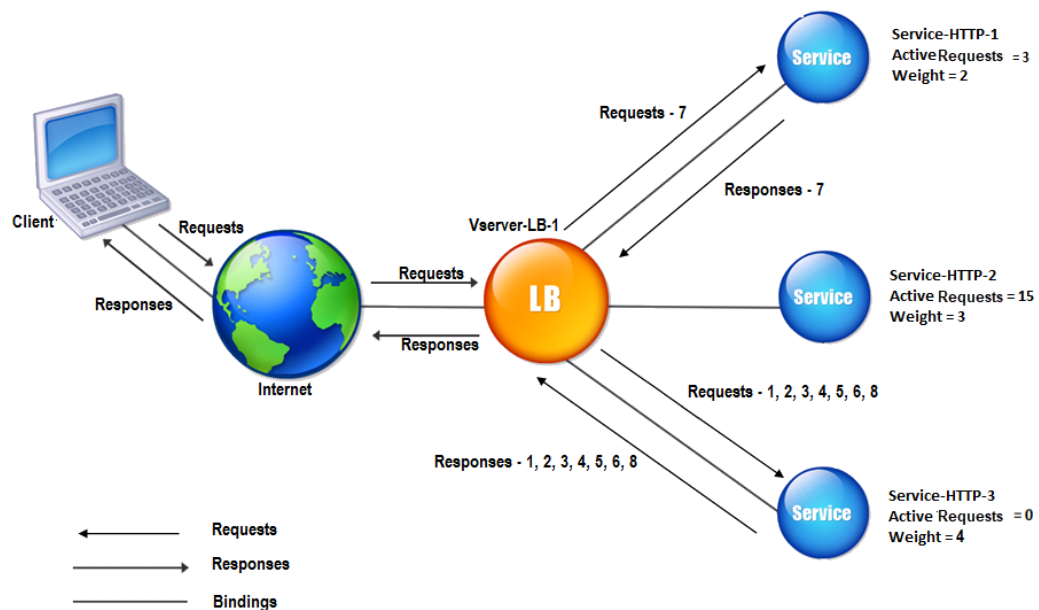 Service-HTTP-1
Active Requests = 3
Weight = 2
Service
Requests - 7
Responses - 7
Client
Requests
Vserver-LB-1
Responses
Requests
LB
Responses
Internet
Service
Service-HTTP-2
Active Requests = 15
Weight = 3
Requests - 1, 2, 3, 4, 5, 6, 8
Responses - 1, 2, 3, 4, 5, 6, 8
Service
Service-HTTP-3
Active Requests = 0
Weight = 4
Requests
Responses
Bindings